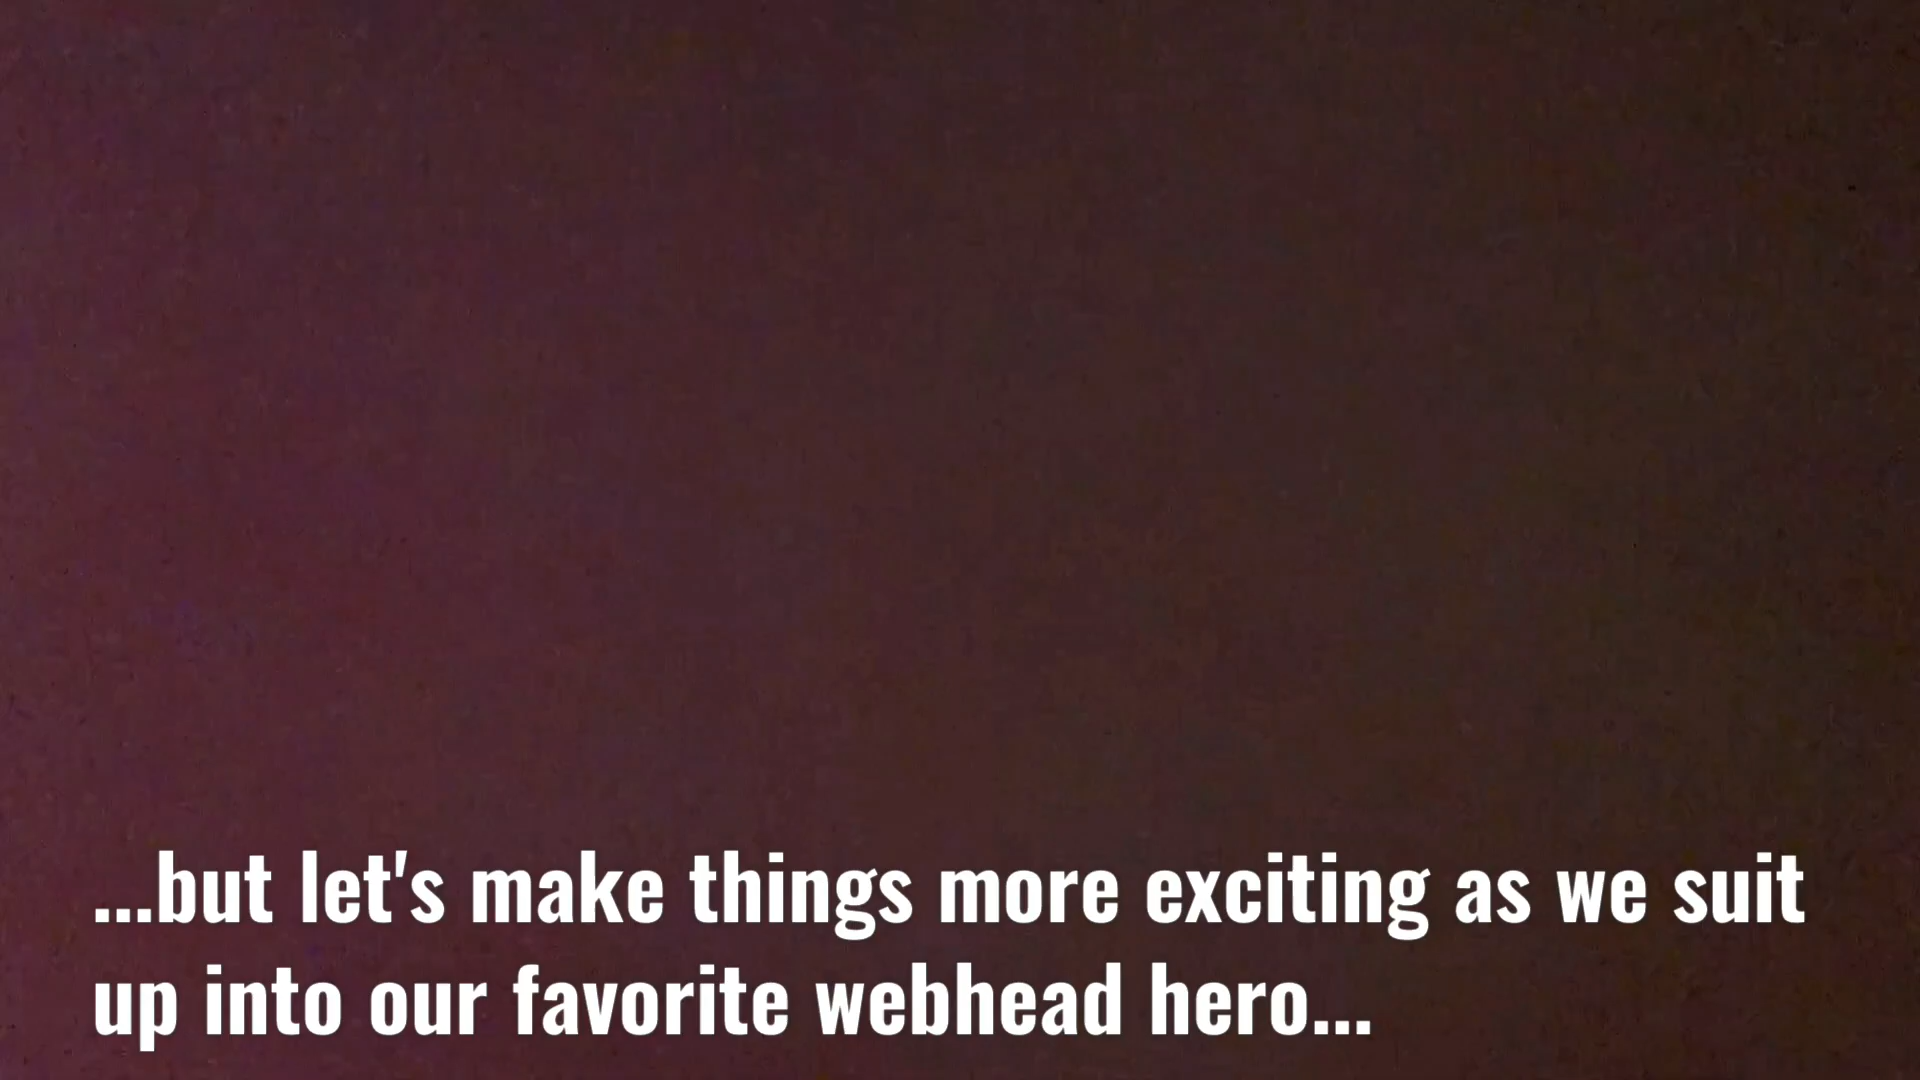 ...but let's make things more exciting as we suit
up into our favorite webhead hero...